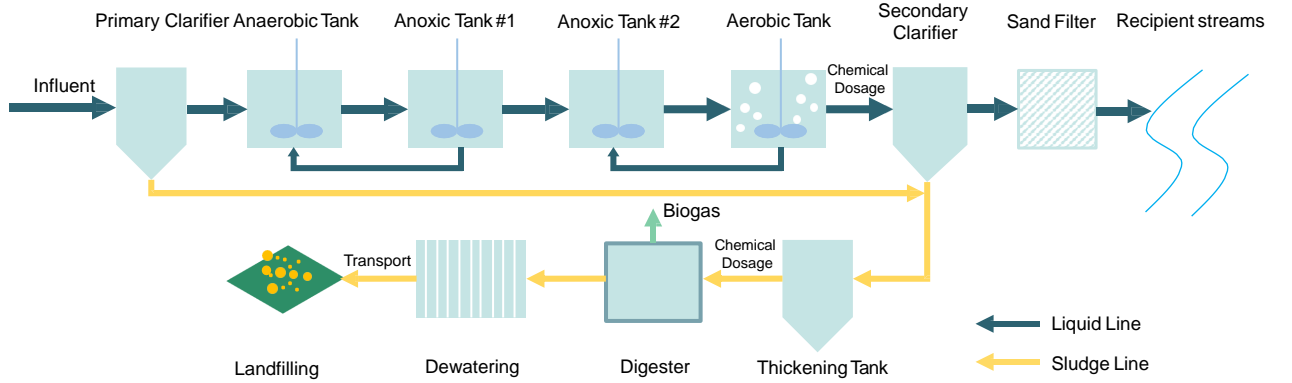 Primary Clarifier
Anaerobic Tank
Anoxic Tank #1
Anoxic Tank #2
Aerobic Tank
Secondary
Clarifier
Sand Filter
Recipient streams
Influent
Chemical
Dosage
Biogas
Transport
Chemical
Dosage
Landfilling
Dewatering
Digester
Thickening Tank
Liquid Line
Sludge Line